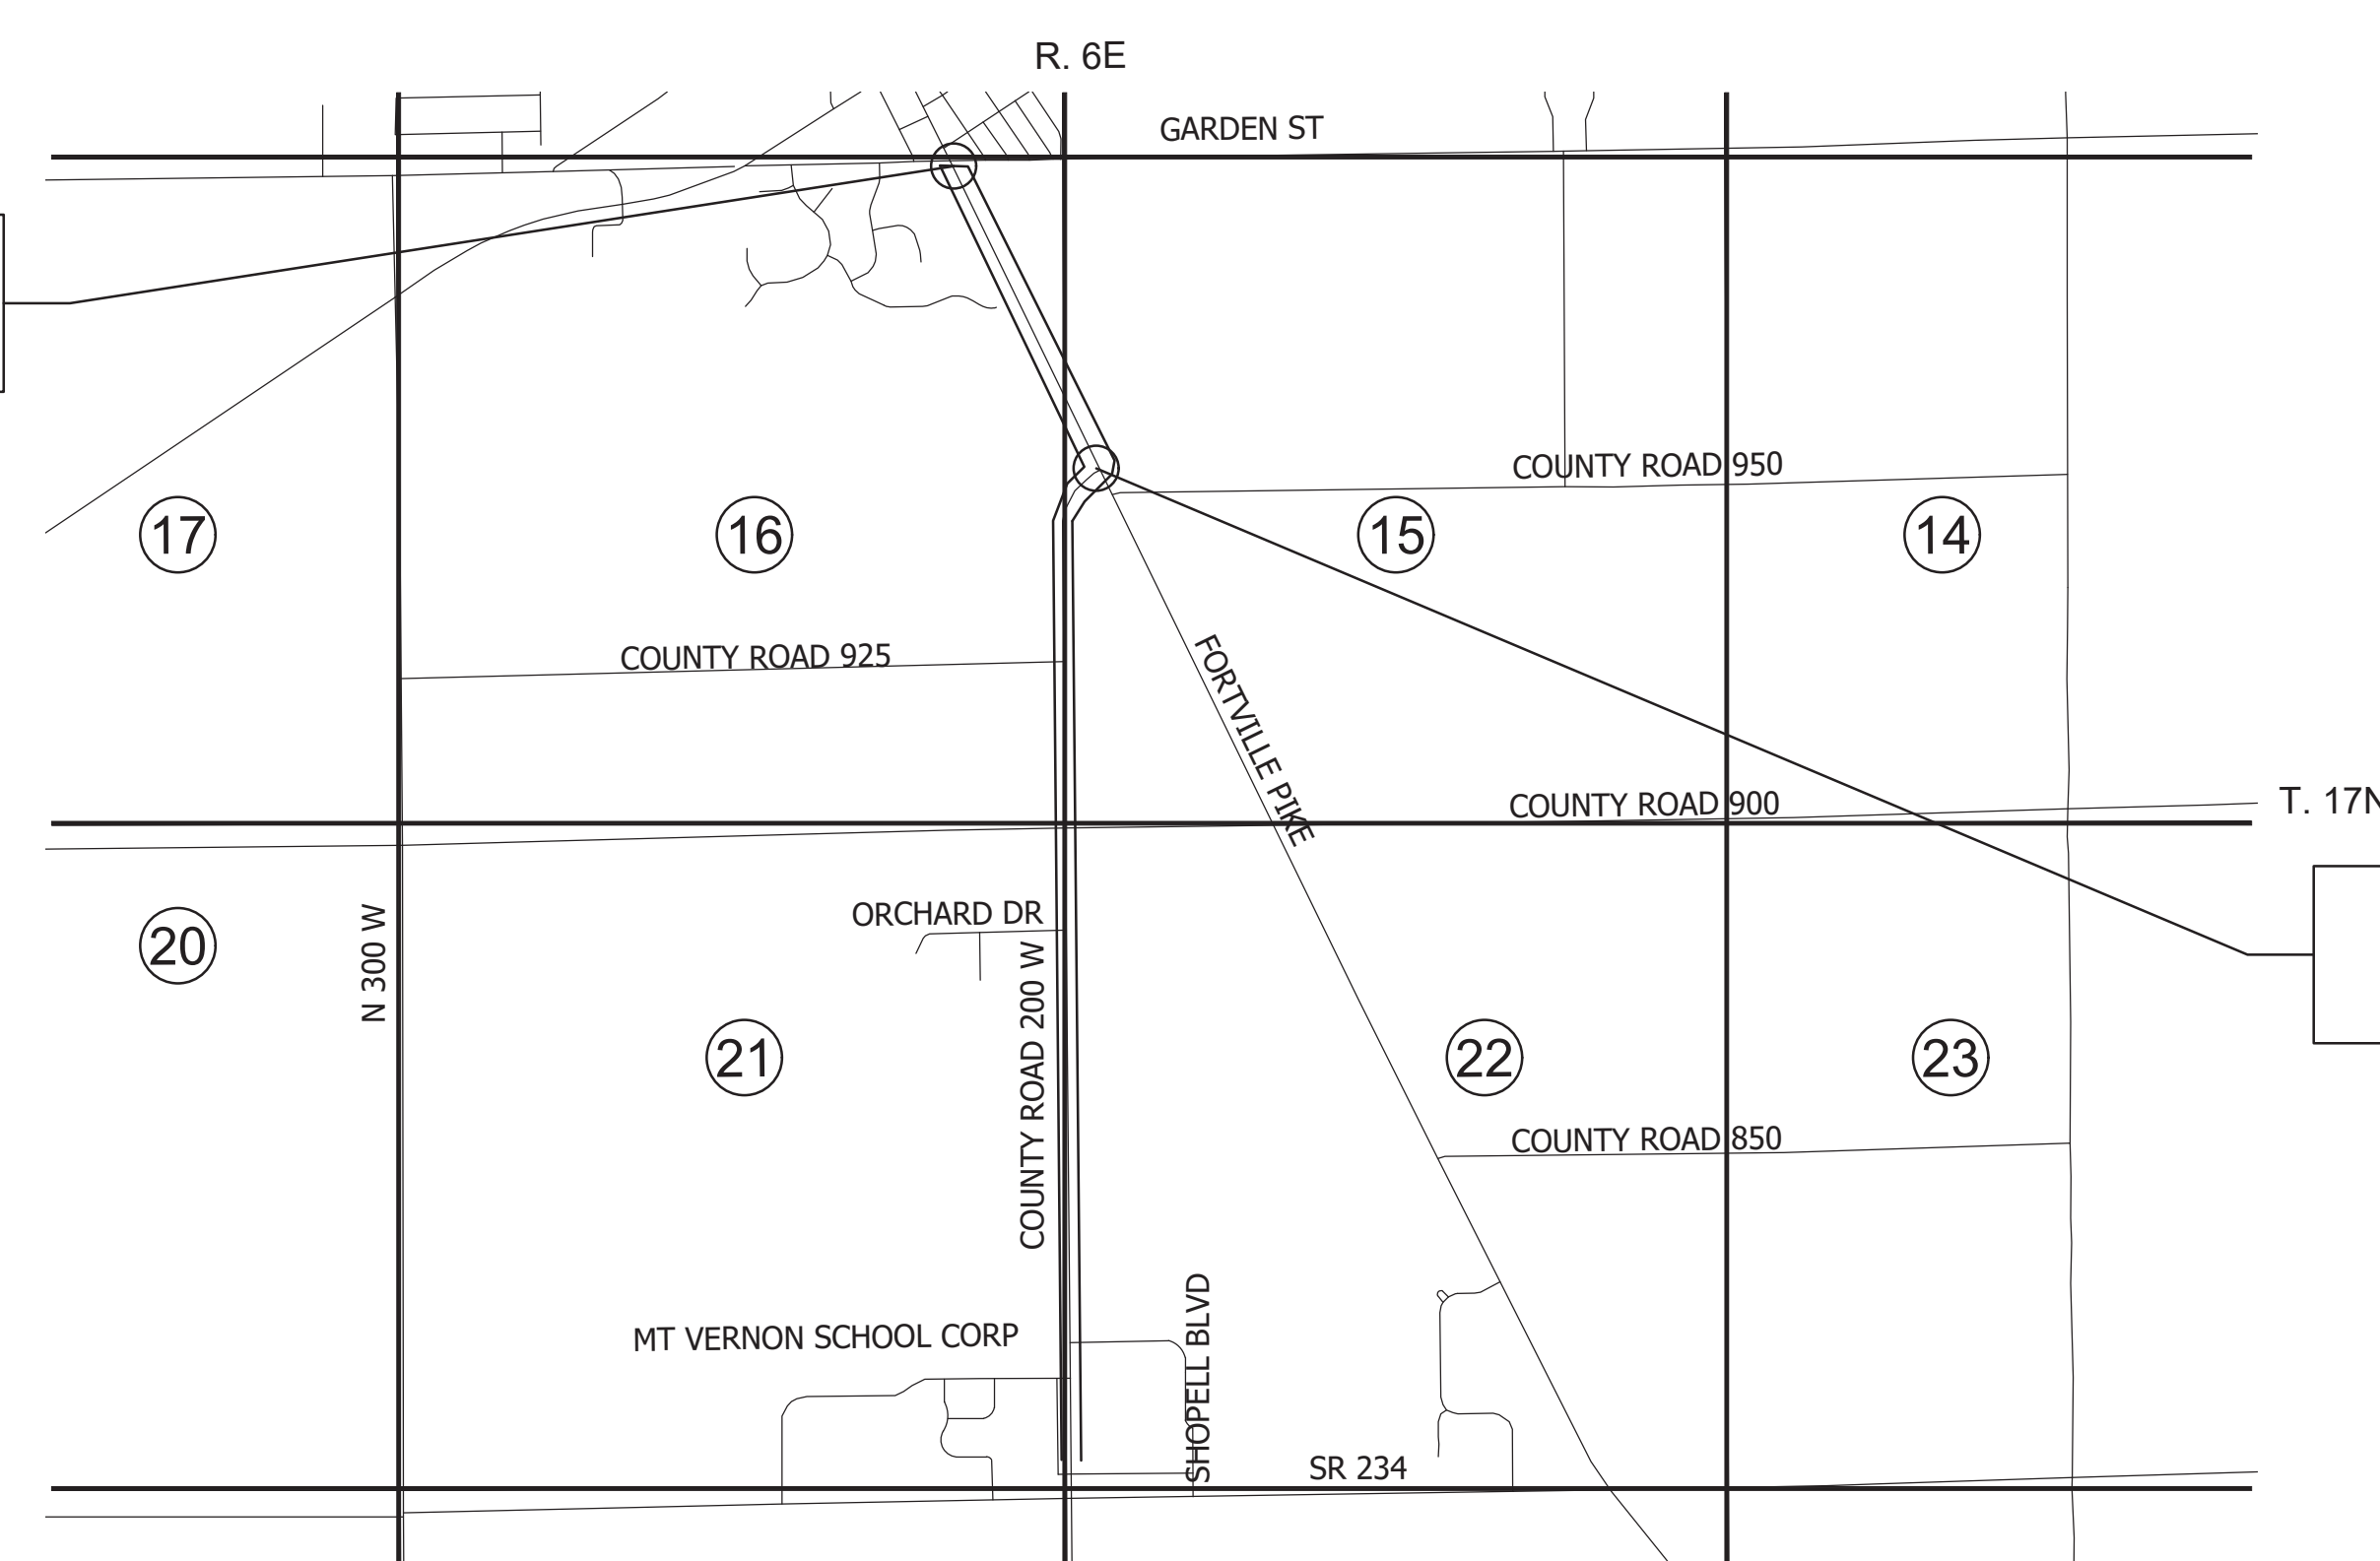 R. 6E
GARDEN ST
COUNTY ROAD 950
17
16
15
14
COUNTY ROAD 925
FORTVILLE PIKE
COUNTY ROAD 900
T. 17N
ORCHARD DR
N 300 W
20
COUNTY ROAD 200 W
21
22
23
COUNTY ROAD 850
MT VERNON SCHOOL CORP
SHOPELL BLVD
SR 234